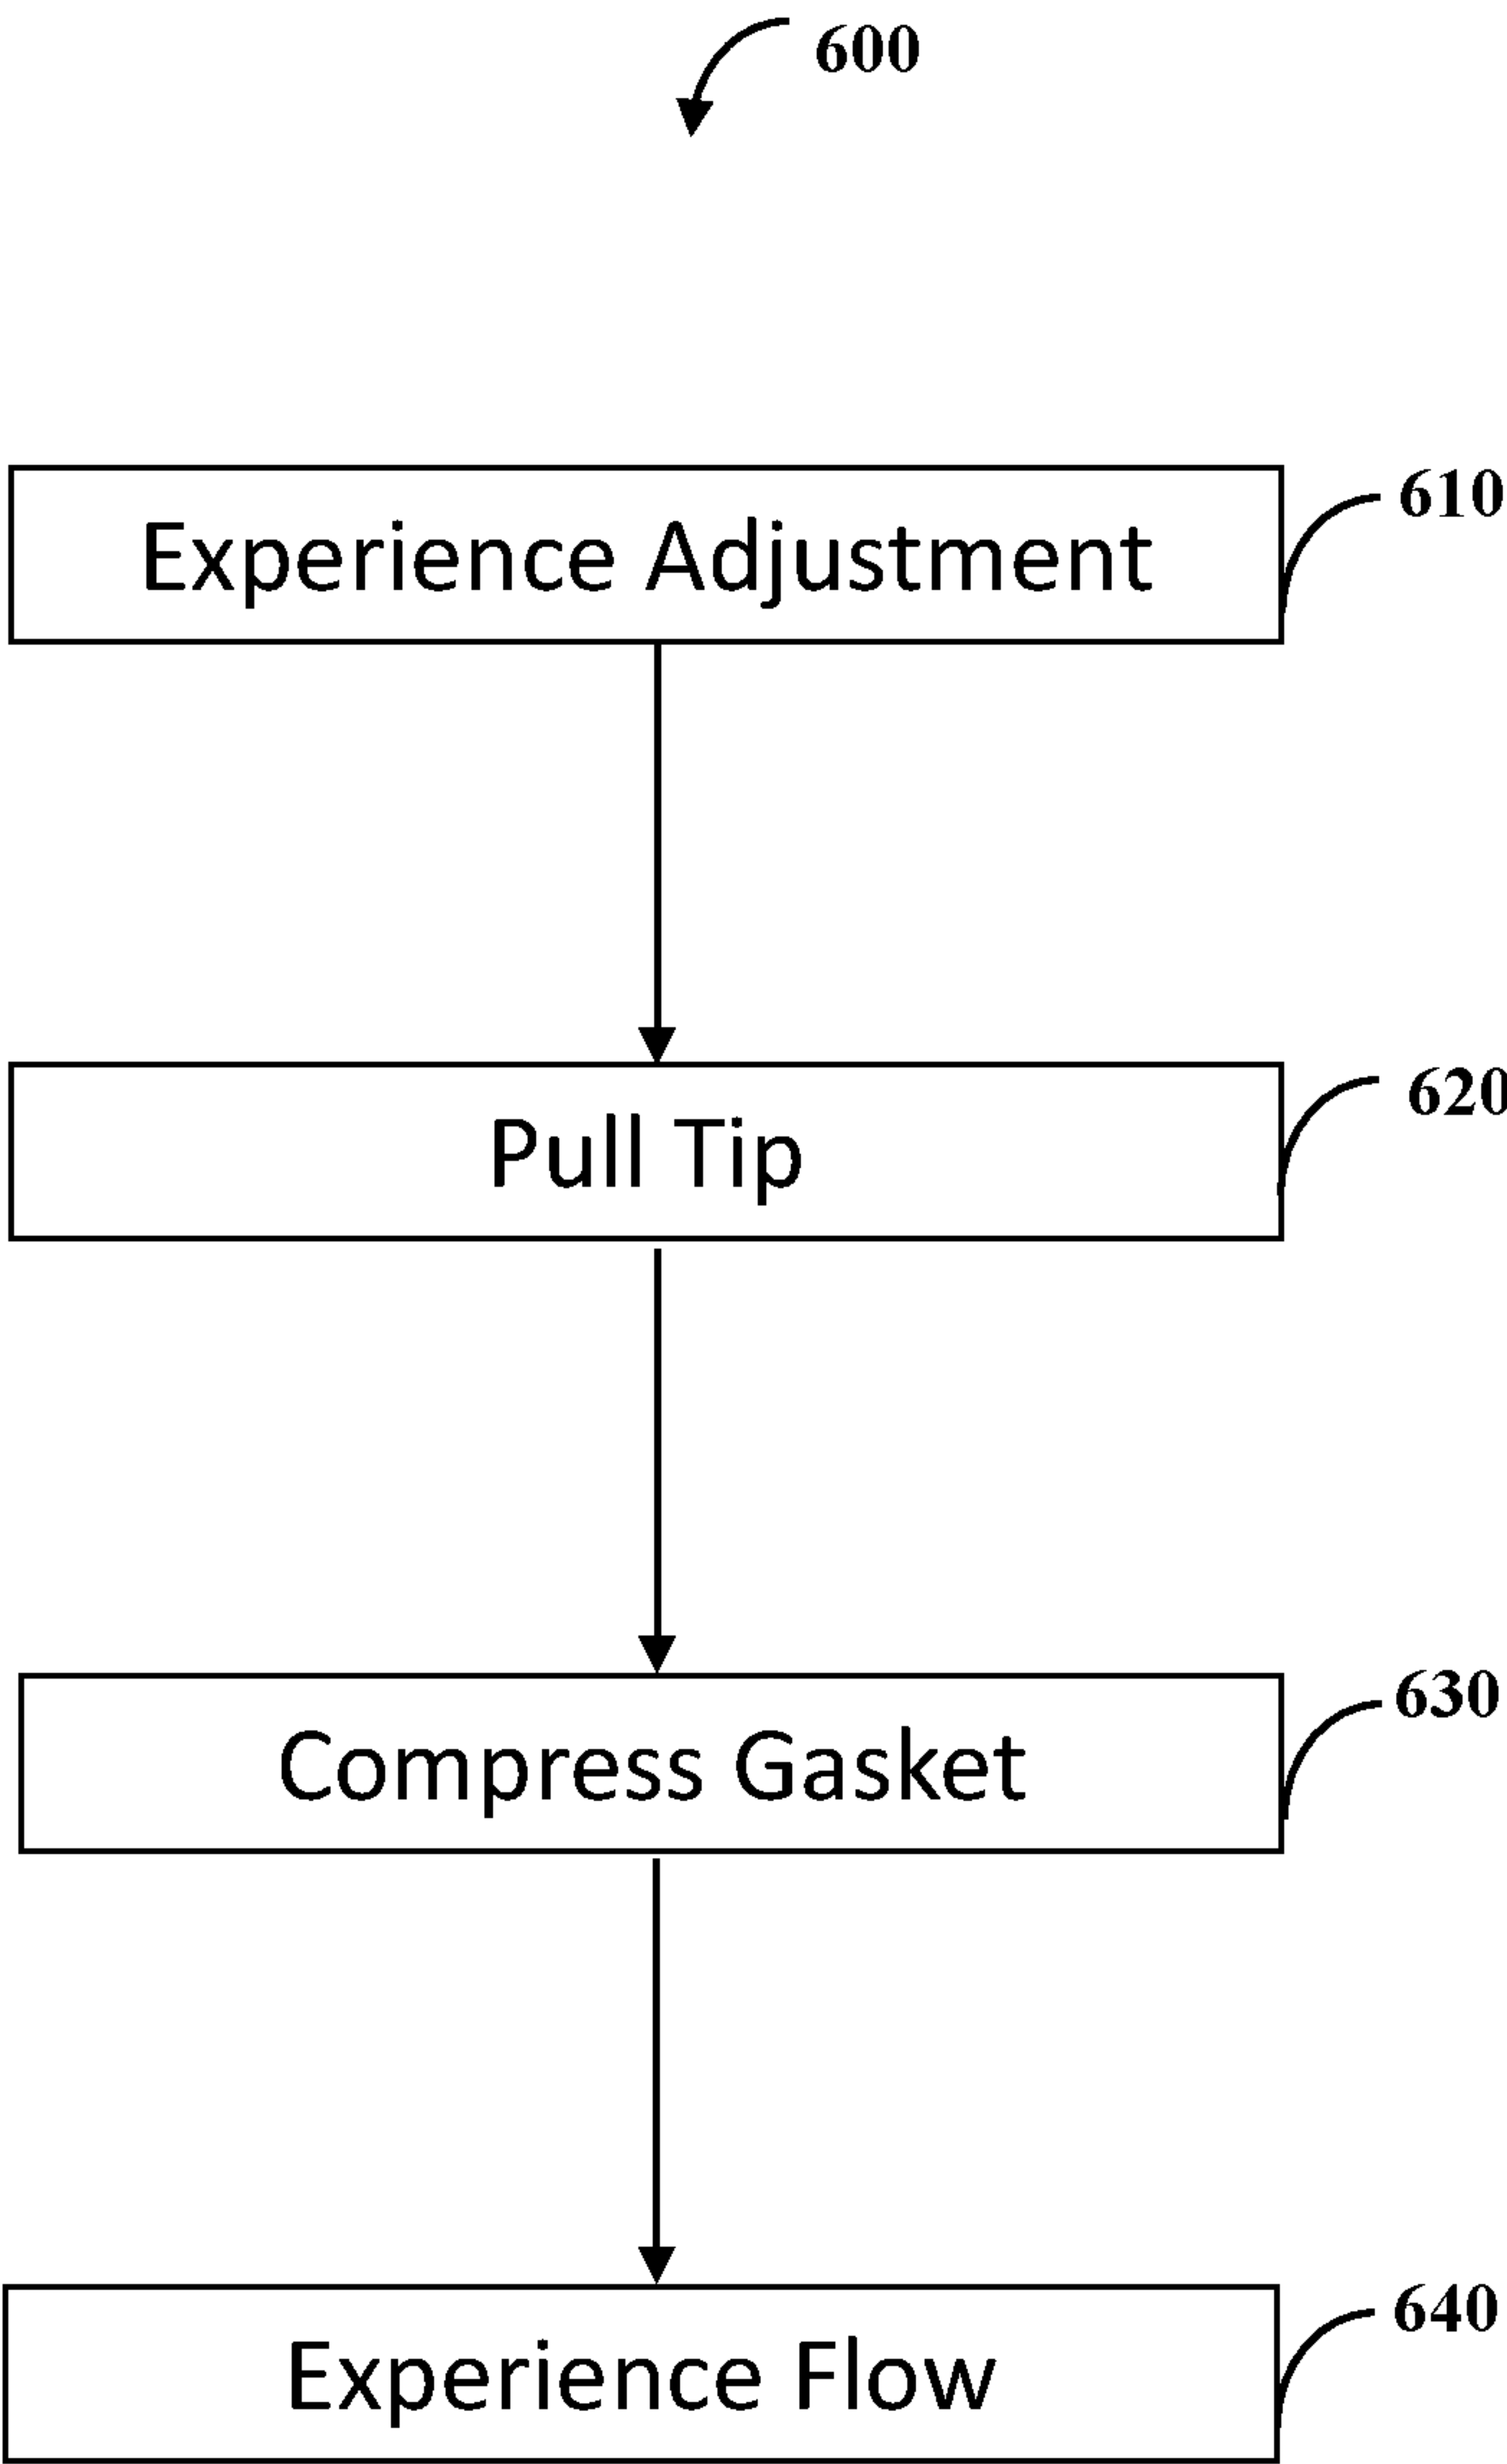 600
Experience Adjustment
610
Pull Tip
620
Compress Gasket
630
Experience Flow
640